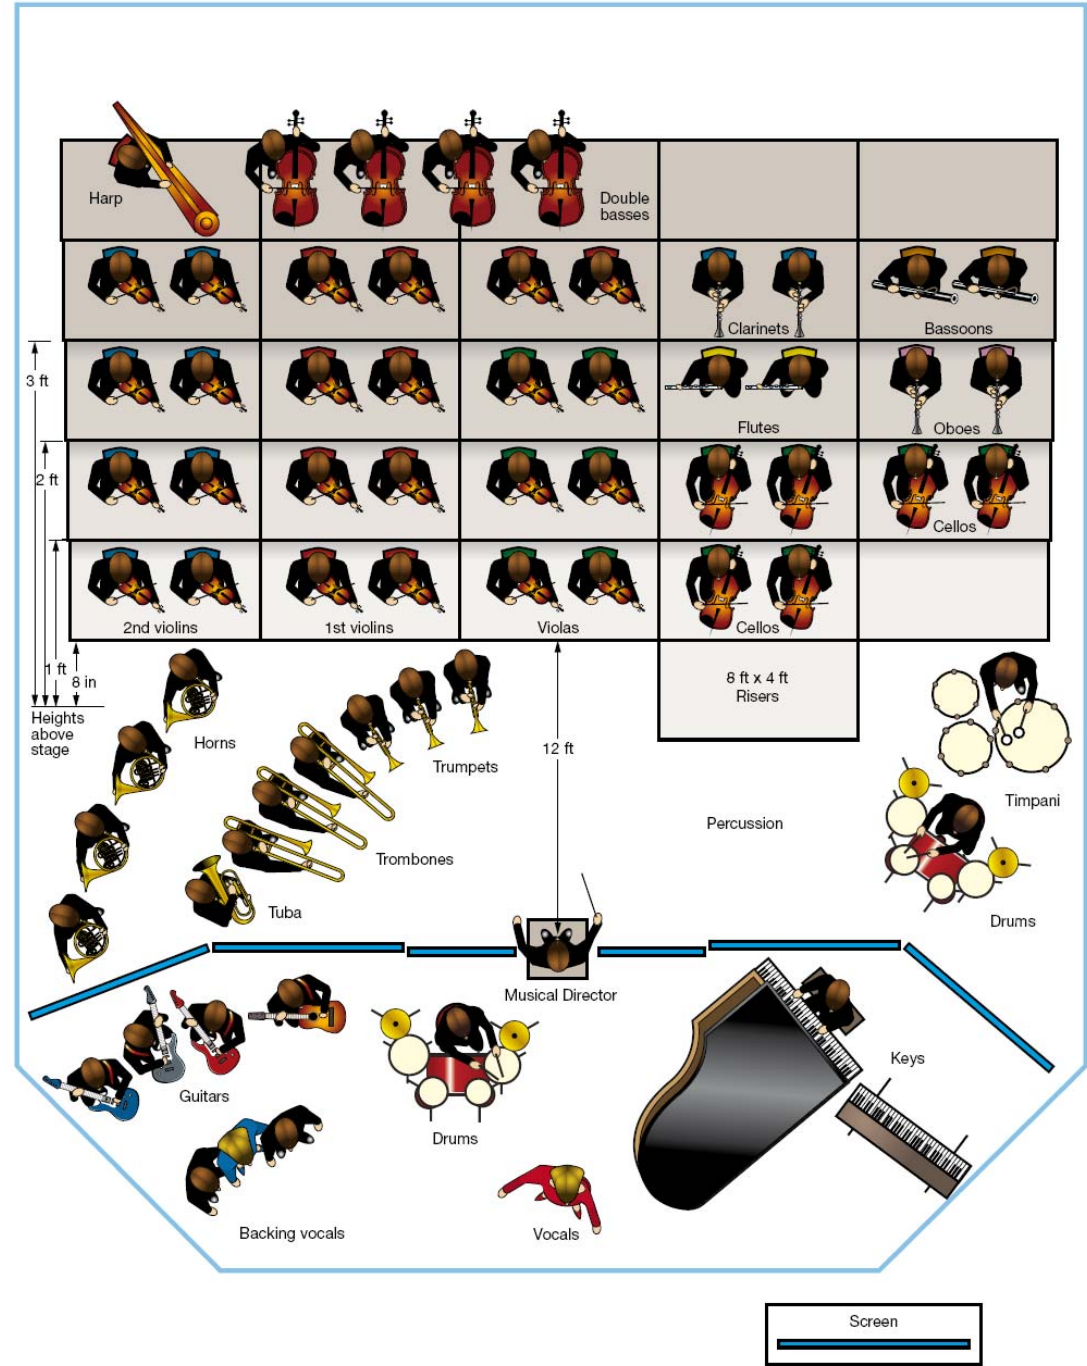 Harp
Double
basses
Clarinets
Bassoons
3 ft
Flutes
Oboes
2 ft
Cellos
2nd violins
1st violins
Violas
Cellos
1 ft
8 in
8 ft x 4 ft
Risers
Heights
above
stage
Horns
12 ft
Trumpets
Timpani
Percussion
Trombones
Tuba
Drums
Musical Director
Keys
Guitars
Drums
Backing vocals
Vocals
Screen